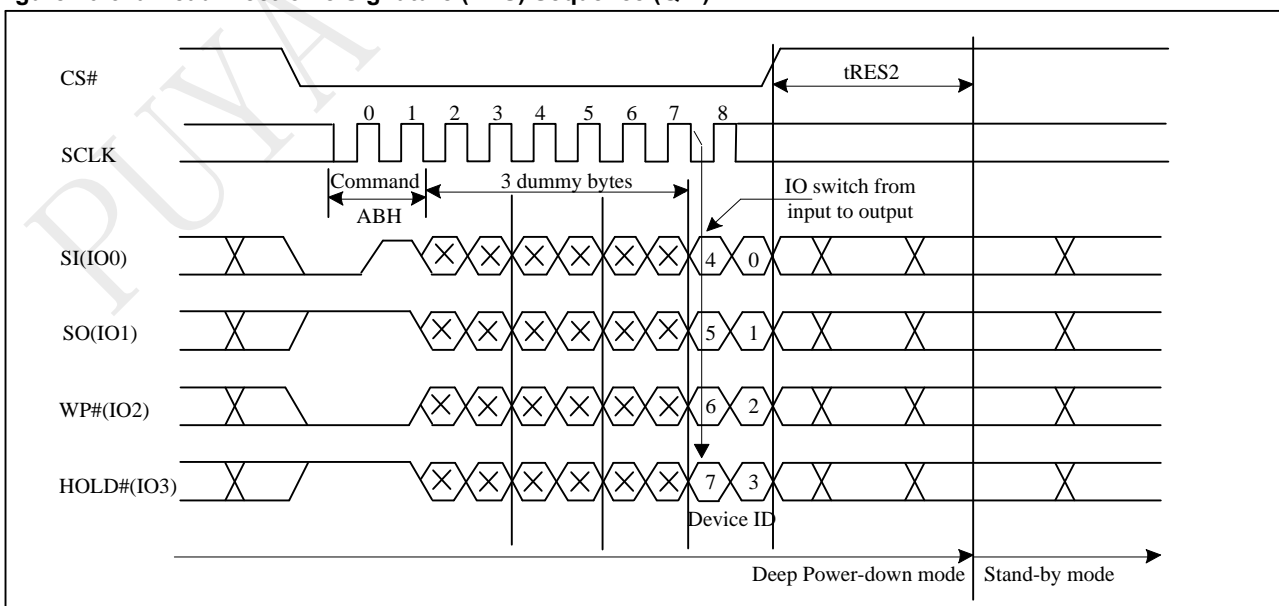 CS#
tRES2
0 1 2 3 4 5 6 7 8
SCLK
Command
ABH
3 dummy bytes
IO switch from
input to output
SI(IO0)
4 0
SO(IO1)
5 1
WP#(IO2)
6 2
HOLD#(IO3)
7 3
Device ID
Deep Power-down mode
Stand-by mode
PUYA